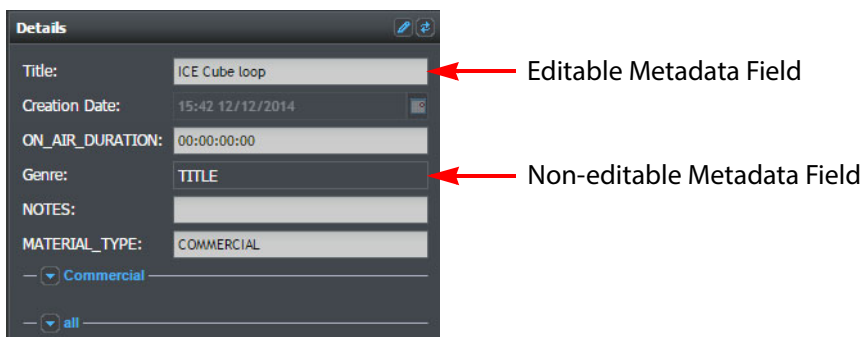 Details
Title: ICE Cube loop
Editable Metadata Field
Creation Date: 15:42 12/12/2014
ON_AIR_DURATION: 00:00:00:00
Genre: TITLE
Non-editable Metadata Field
NOTES:
MATERIAL_TYPE: COMMERCIAL
Commercial
all